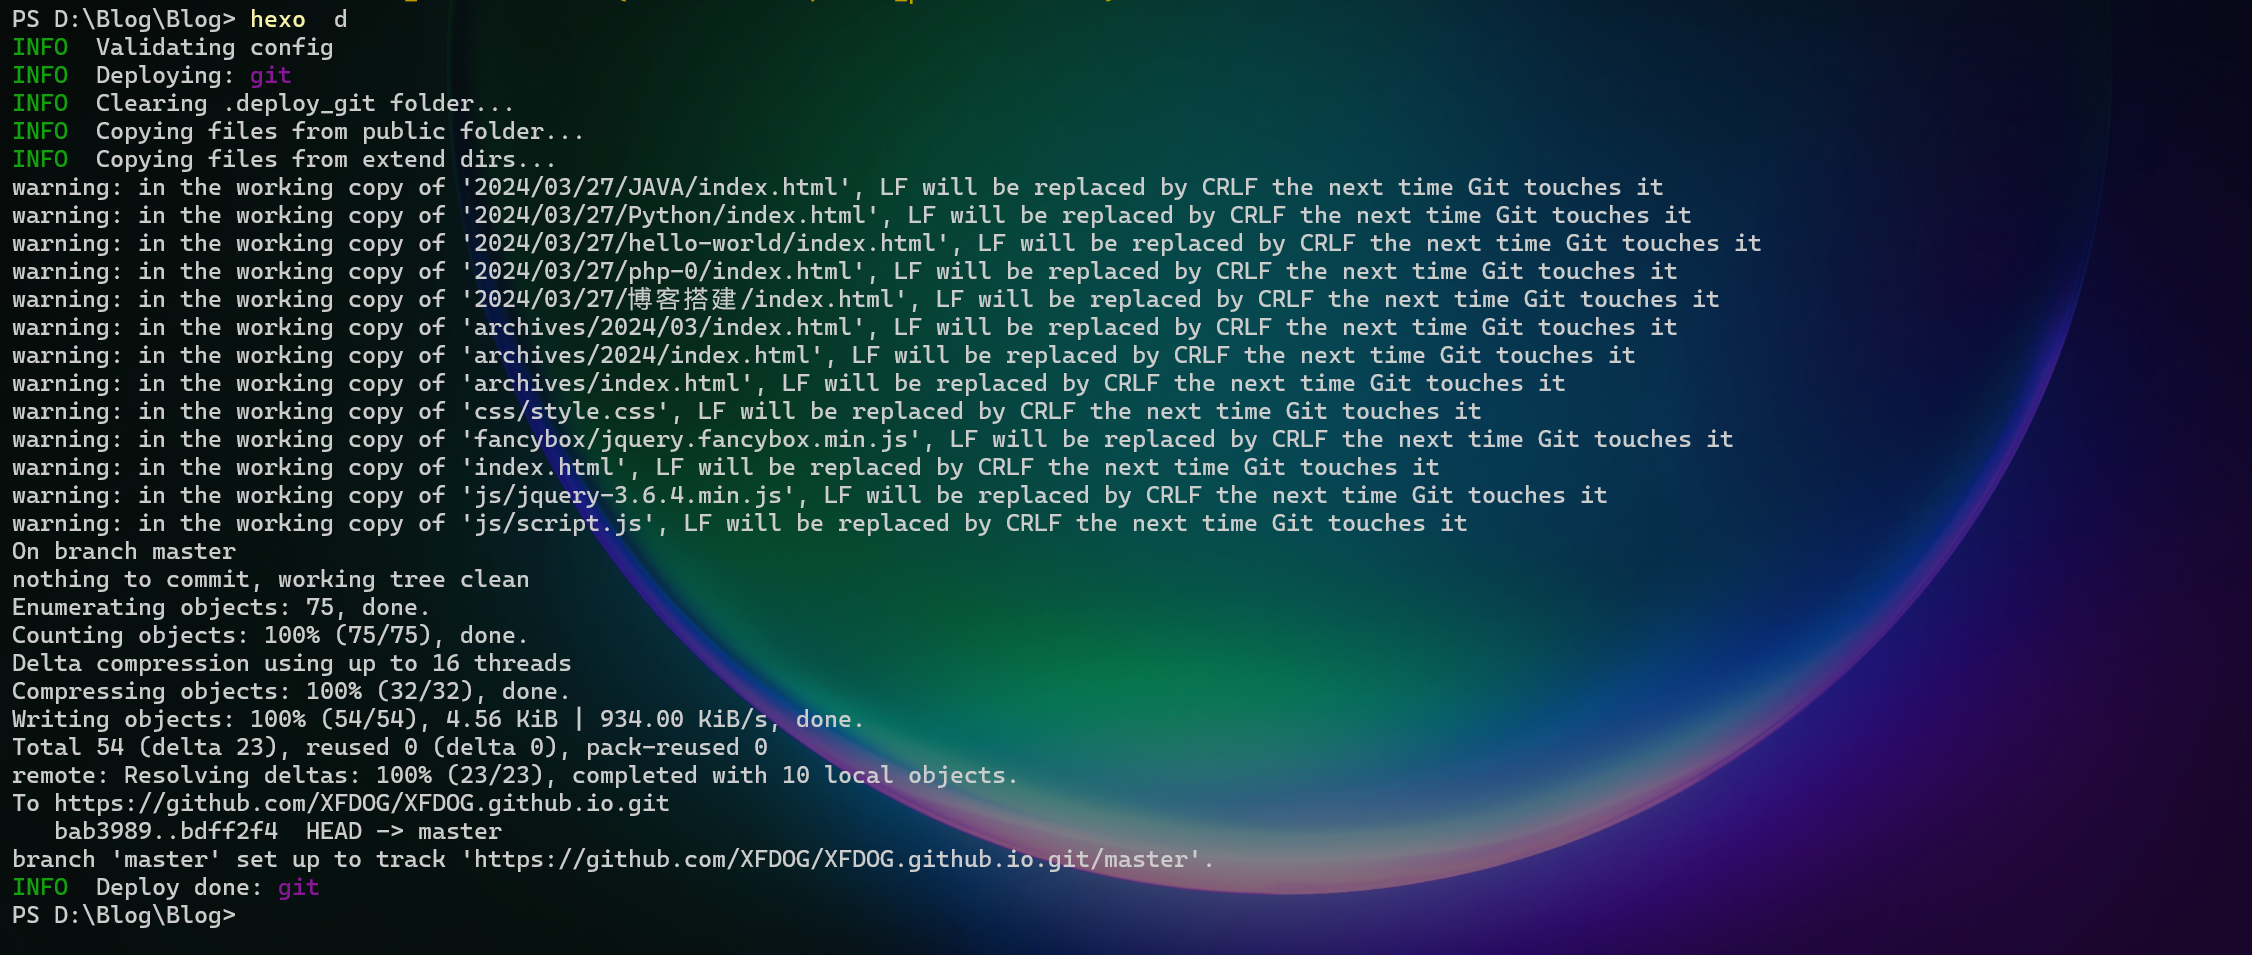 PS D:\Blog\Blog> hexo  d
INFO  Validating config
INFO  Deploying: git
INFO  Clearing .deploy_git folder...
INFO  Copying files from public folder...
INFO  Copying files from extend dirs...
warning: in the working copy of '2024/03/27/JAVA/index.html', LF will be replaced by CRLF the next time Git touches it
warning: in the working copy of '2024/03/27/Python/index.html', LF will be replaced by CRLF the next time Git touches it
warning: in the working copy of '2024/03/27/hello-world/index.html', LF will be replaced by CRLF the next time Git touches it
warning: in the working copy of '2024/03/27/php-0/index.html', LF will be replaced by CRLF the next time Git touches it
warning: in the working copy of '2024/03/27/博客搭建/index.html', LF will be replaced by CRLF the next time Git touches it
warning: in the working copy of 'archives/2024/03/index.html', LF will be replaced by CRLF the next time Git touches it
warning: in the working copy of 'archives/2024/index.html', LF will be replaced by CRLF the next time Git touches it
warning: in the working copy of 'archives/index.html', LF will be replaced by CRLF the next time Git touches it
warning: in the working copy of 'css/style.css', LF will be replaced by CRLF the next time Git touches it
warning: in the working copy of 'fancybox/jquery.fancybox.min.js', LF will be replaced by CRLF the next time Git touches it
warning: in the working copy of 'index.html', LF will be replaced by CRLF the next time Git touches it
warning: in the working copy of 'js/jquery-3.6.4.min.js', LF will be replaced by CRLF the next time Git touches it
warning: in the working copy of 'js/script.js', LF will be replaced by CRLF the next time Git touches it
On branch master
nothing to commit, working tree clean
Enumerating objects: 75, done.
Counting objects: 100% (75/75), done.
Delta compression using up to 16 threads
Compressing objects: 100% (32/32), done.
Writing objects: 100% (54/54), 4.56 KiB | 934.00 KiB/s, done.
Total 54 (delta 23), reused 0 (delta 0), pack-reused 0
remote: Resolving deltas: 100% (23/23), completed with 10 local objects.
To https://github.com/XFDOG/XFDOG.github.io.git
   bab3989..bdff2f4  HEAD -> master
branch 'master' set up to track 'https://github.com/XFDOG/XFDOG.github.io.git/master'.
INFO  Deploy done: git
PS D:\Blog\Blog>